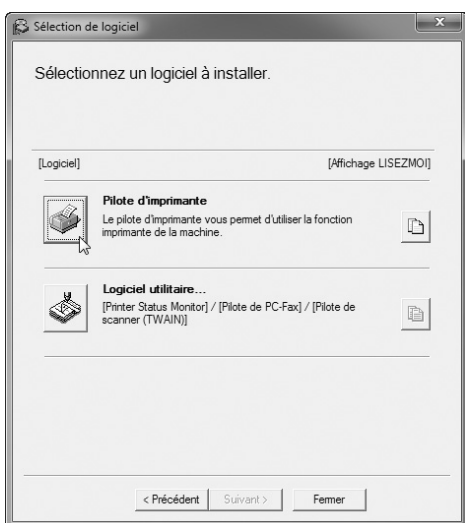 Sélection de logiciel
Sélectionnez un logiciel à installer.
[Logiciel] [Affichage LISEZMOI]
Pilote d'imprimante
Le pilote d'imprimante vous permet d'utiliser la fonction
imprimante de la machine.
Logiciel utilitaire...
[Printer Status Monitor] / [Pilote de PC-Fax] / [Pilote de
scanner (TWAIN)]
< Précédent Suivant > Fermer